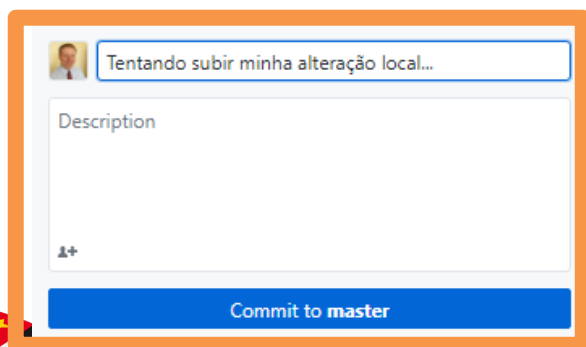 Tentando subir minha alteração local...
Description
Commit to master